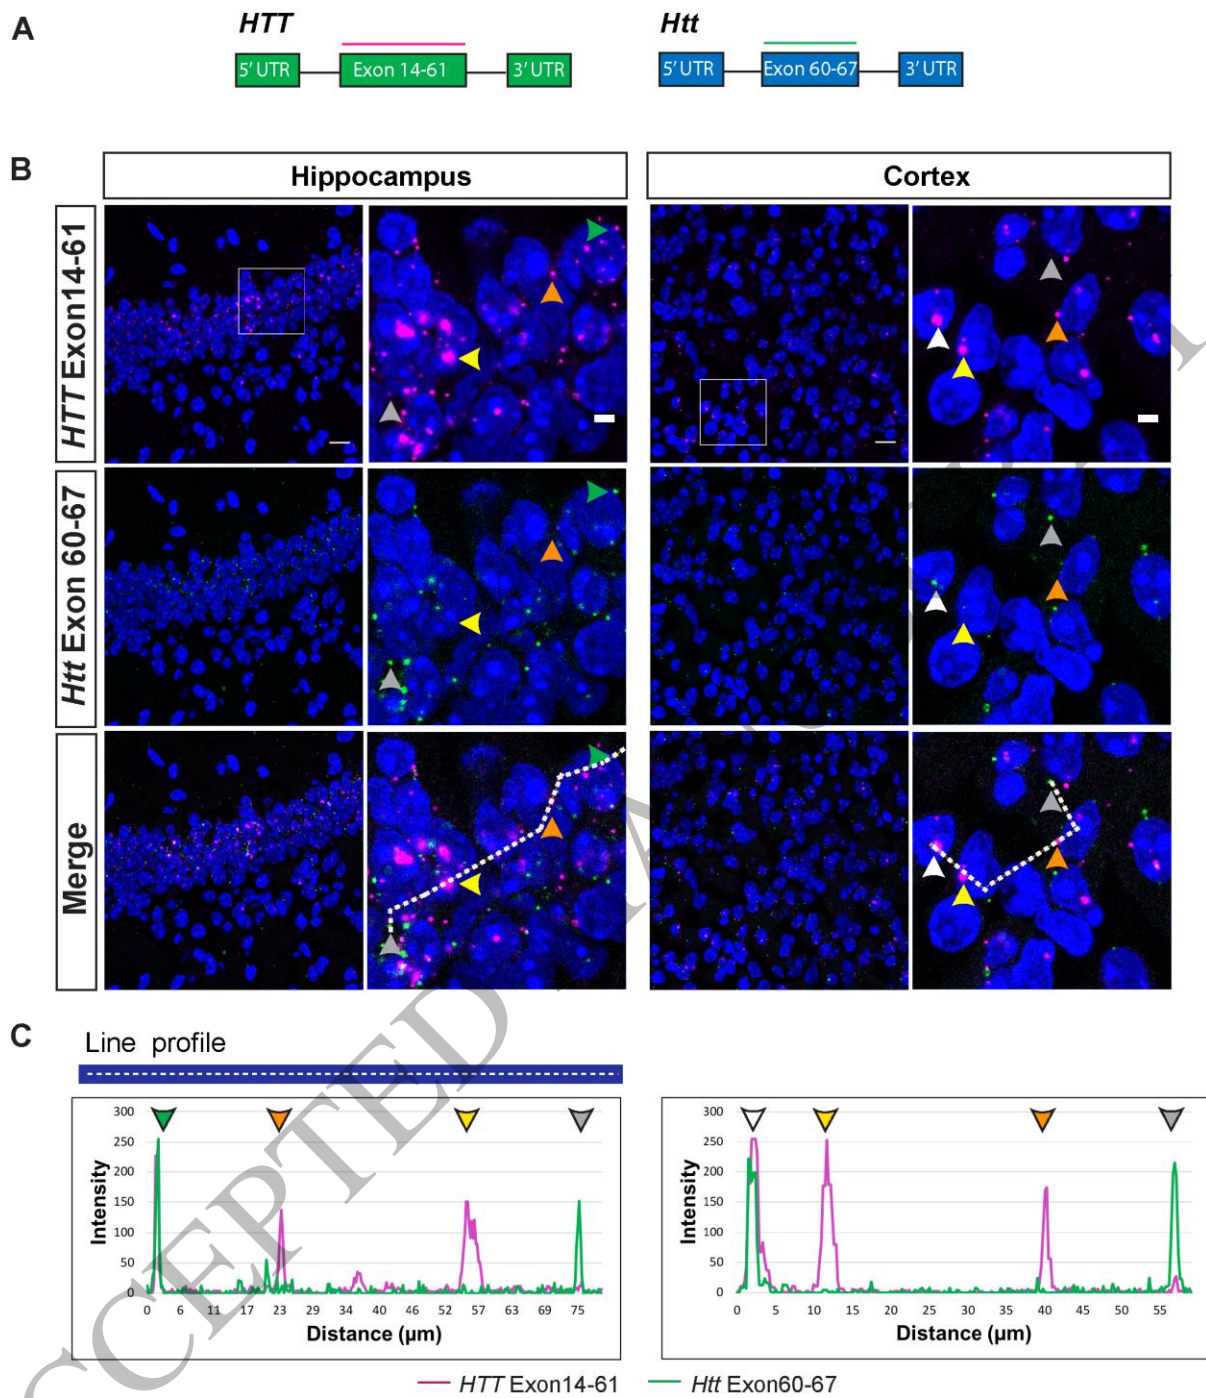 A
HTT
Htt
5' UTR
Exon 14-61
3' UTR
5' UTR
Exon 60-67
3' UTR
B
Hippocampus
Cortex
HTT Exon14-61
Htt Exon 60-67
Merge
C
Line profile
300
250
200
150
100
50
0
Intensity
0 6 11 17 23 29 34 40 46 52 57 63 69 75
Distance (µm)
300
250
200
150
100
50
0
Intensity
0 5 10 15 20 25 30 35 40 45 50 55
Distance (µm)
HTT Exon14-61
Htt Exon60-67
CCEPTED